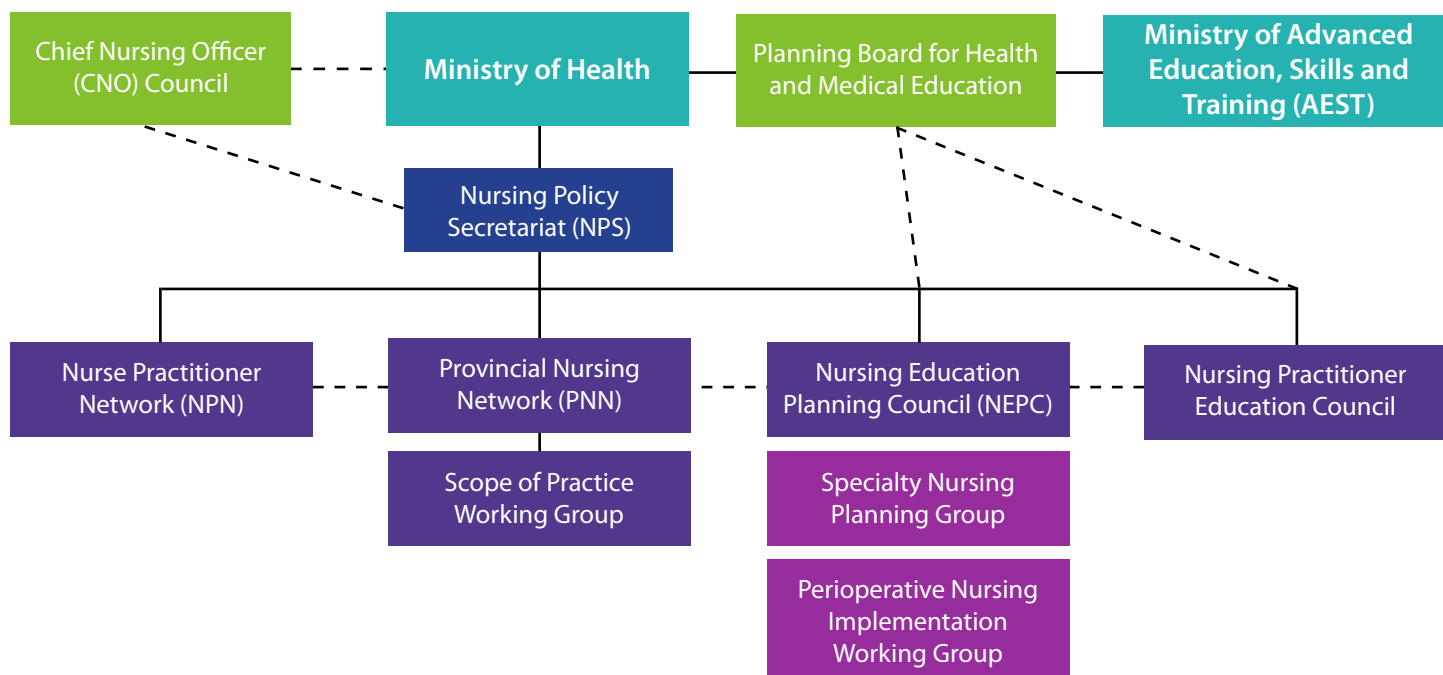 Chief Nursing Officer
(CNO) Council
Ministry of Health
Planning Board for Health
and Medical Education
Ministry of Advanced
Education, Skills and
Training (AEST)
Nursing Policy
Secretariat (NPS)
Nurse Practitioner
Network (NPN)
Provincial Nursing
Network (PNN)
Nursing Education
Planning Council (NEPC)
Nursing Practitioner
Education Council
Scope of Practice
Working Group
Specialty Nursing
Planning Group
Perioperative Nursing
Implementation
Working Group